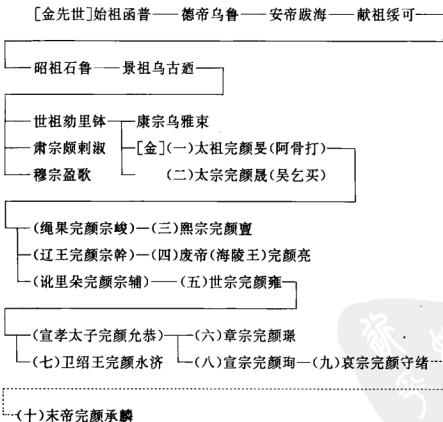 [金先世]始祖函普——德帝乌鲁——安帝跋海——献祖绥可
昭祖石鲁——景祖乌古迺
世祖劾里钵 康宗乌雅束
肃宗颇剌淑 [金](一)太祖完颜旻(阿骨打)
穆宗盈歌 (二)太宗完颜晟(吴乞买)
(绳果完颜宗峻)—(三)熙宗完颜亶
(辽王完颜宗幹)—(四)废帝(海陵王)完颜亮
(讹里朵完颜宗辅)——(五)世宗完颜雍
(宣孝太子完颜允恭) (六)章宗完颜璟
(七)卫绍王完颜永济 (八)宣宗完颜珣—(九)哀宗完颜守绪
(十)末帝完颜承麟